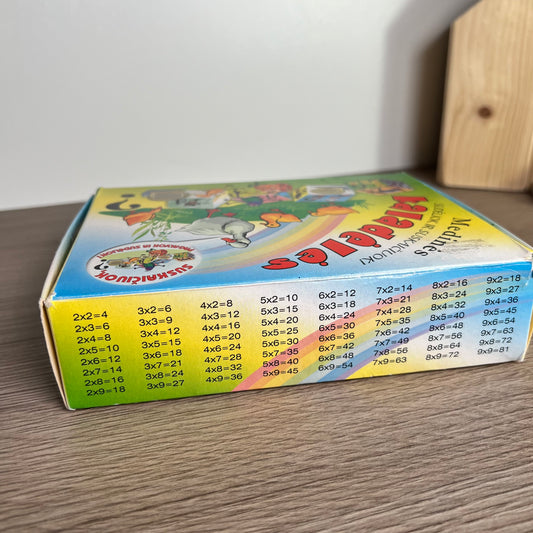 Medinės
kaladėlės
SUDĖLIOK IR SUSKAIČIUOK!
SUSKAIČIUOK
2x2=4
2x3=6
2x4=8
2x5=10
2x6=12
2x7=14
2x8=16
2x9=18
3x2=6
3x3=9
3x4=12
3x5=15
3x6=18
3x7=21
3x8=24
3x9=27
4x2=8
4x3=12
4x4=16
4x5=20
4x6=24
4x7=28
4x8=32
4x9=36
5x2=10
5x3=15
5x4=20
5x5=25
5x6=30
5x7=35
5x8=40
5x9=45
6x2=12
6x3=18
6x4=24
6x5=30
6x6=36
6x7=42
6x8=48
6x9=54
7x2=14
7x3=21
7x4=28
7x5=35
7x6=42
7x7=49
7x8=56
7x9=63
8x2=16
8x3=24
8x4=32
8x5=40
8x6=48
8x7=56
8x8=64
8x9=72
9x2=18
9x3=27
9x4=36
9x5=45
9x6=54
9x7=63
9x8=72
9x9=81